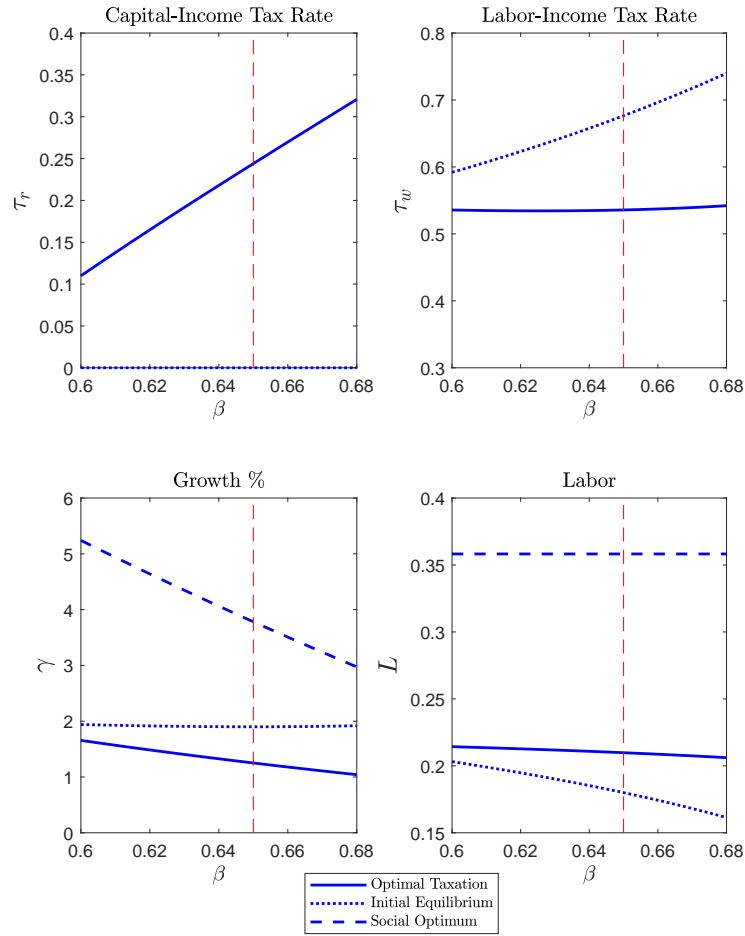 Capital-Income Tax Rate
0.4
0.35
0.3
0.25
0.2
0.15
0.1
0.05
0
τr
0.6 0.62 0.64 0.66 0.68
β
Labor-Income Tax Rate
0.8
0.7
0.6
0.5
0.4
0.3
τw
0.6 0.62 0.64 0.66 0.68
β
Growth %
6
5
4
3
2
1
0
γ
0.6 0.62 0.64 0.66 0.68
β
Labor
0.4
0.35
0.3
0.25
0.2
0.15
L
0.6 0.62 0.64 0.66 0.68
β
Optimal Taxation
Initial Equilibrium
Social Optimum